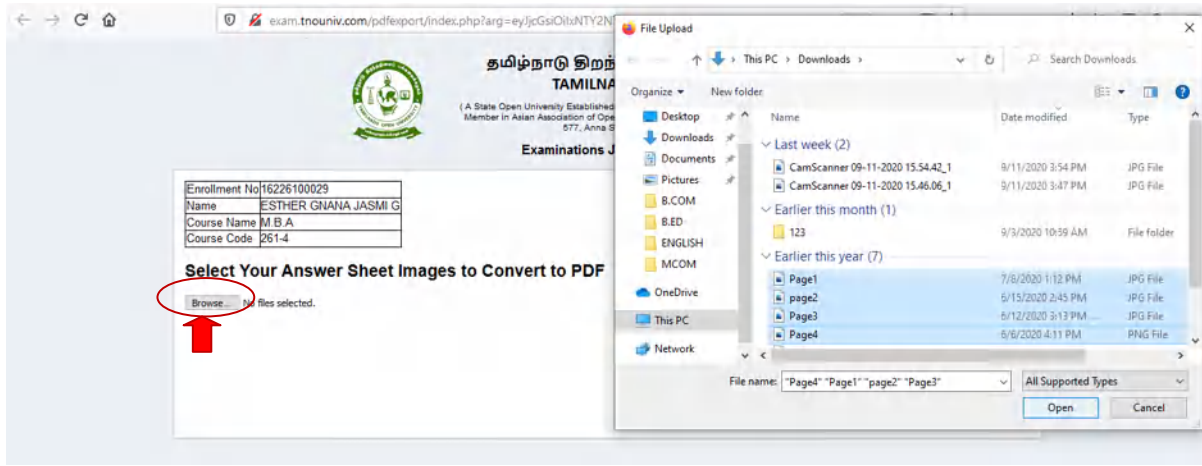 exam.tnouniv.com/pdfexport/index.php?arg=eyJjcGsiOiIxNTY2N
தமிழ்நாடு திறந்
TAMILNA
( A State Open University Established
Member in Asian Association of Ope
577, Anna S
Examinations J
Enrollment No 16226100029
Name ESTHER GNANA JASMI G
Course Name M.B.A
Course Code 261-4
Select Your Answer Sheet Images to Convert to PDF
Browse... No files selected.
File Upload
This PC > Downloads >
Search Downloads
Organize New folder
Desktop
Downloads
Documents
Pictures
B.COM
B.ED
ENGLISH
MCOM
OneDrive
This PC
Network
Name Date modified Type
Last week (2)
CamScanner 09-11-2020 15.54.42_1 9/11/2020 3:54 PM JPG File
CamScanner 09-11-2020 15.46.06_1 9/11/2020 3:47 PM JPG File
Earlier this month (1)
123 9/3/2020 10:59 AM File folder
Earlier this year (7)
Page1 7/8/2020 1:12 PM JPG File
page2 6/15/2020 2:45 PM JPG File
Page3 6/12/2020 3:13 PM JPG File
Page4 6/6/2020 4:11 PM PNG File
File name: "Page4" "Page1" "page2" "Page3"
All Supported Types
Open Cancel